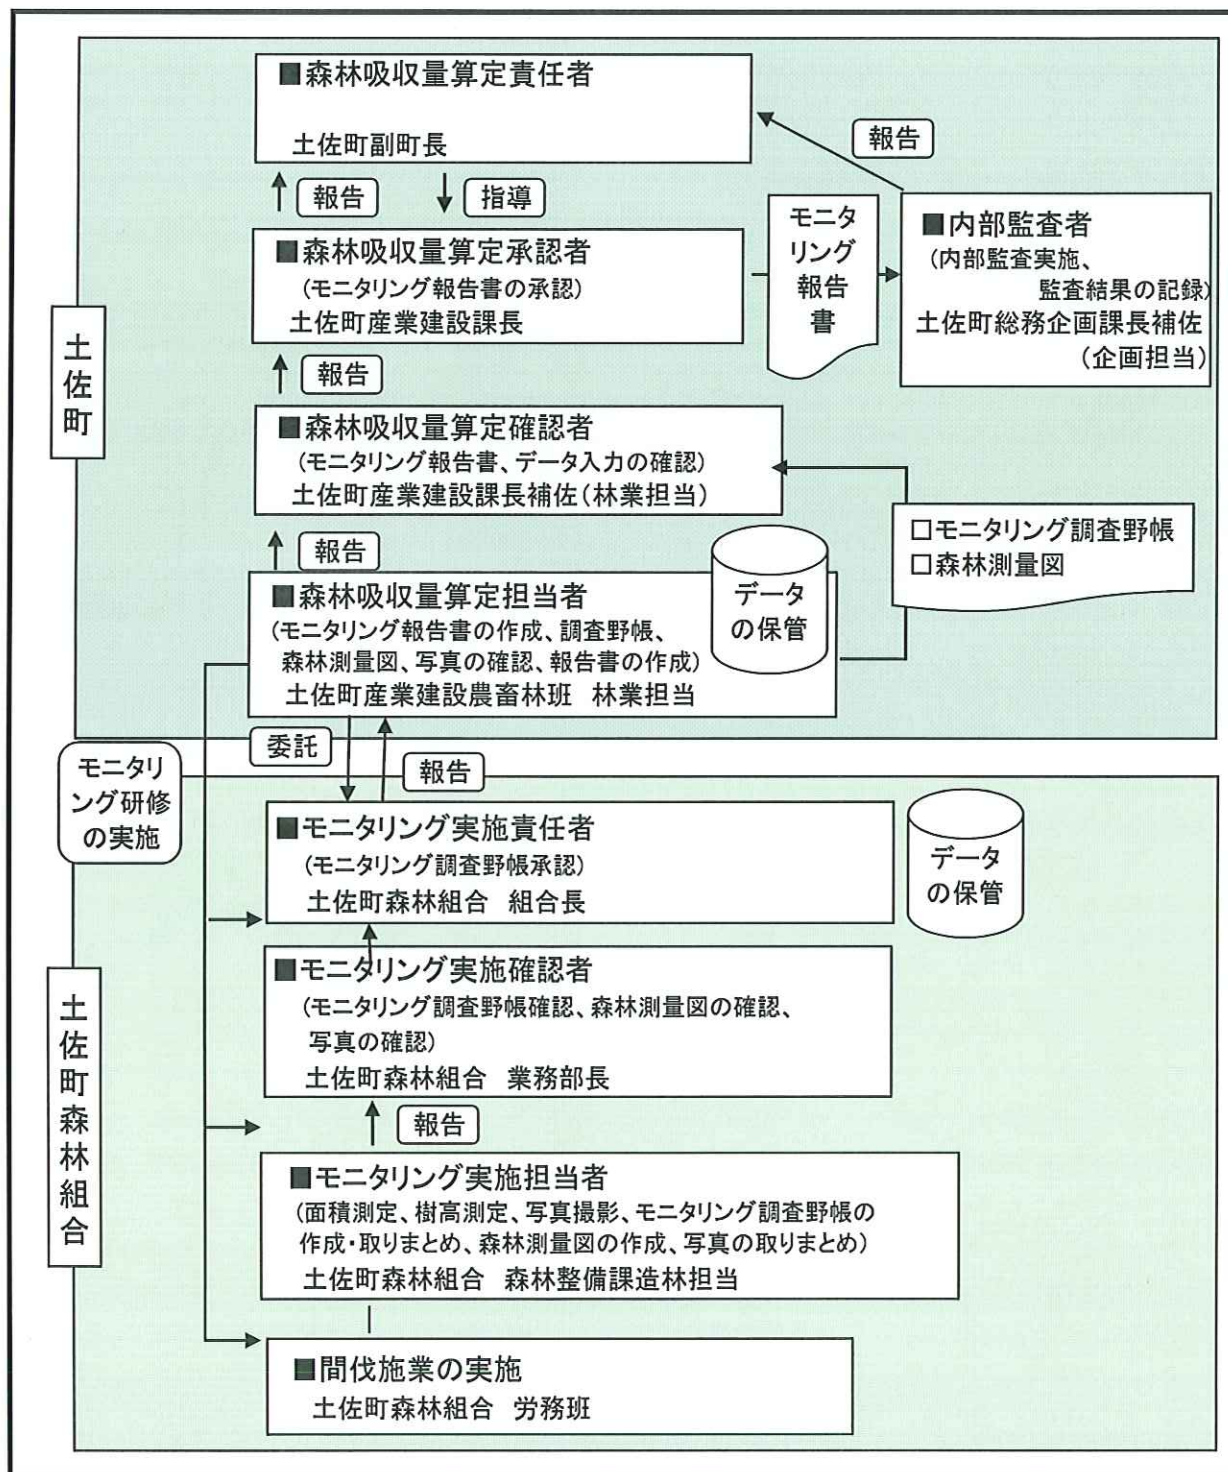 ■森林吸収量算定責任者
土佐町副町長
報告
報告
指導
モニタ
リング
報告
書
■内部監査者
(内部監査実施、
監査結果の記録)
土佐町総務企画課長補佐
(企画担当)
■森林吸収量算定承認者
(モニタリング報告書の承認)
土佐町産業建設課長
土
佐
町
報告
■森林吸収量算定確認者
(モニタリング報告書、データ入力の確認)
土佐町産業建設課長補佐(林業担当)
□モニタリング調査野帳
□森林測量図
報告
■森林吸収量算定担当者
(モニタリング報告書の作成、調査野帳、
森林測量図、写真の確認、報告書の作成)
土佐町産業建設農畜林班 林業担当
データ
の保管
委託
報告
モニタリ
ング研修
の実施
■モニタリング実施責任者
(モニタリング調査野帳承認)
土佐町森林組合 組合長
データ
の保管
■モニタリング実施確認者
(モニタリング調査野帳確認、森林測量図の確認、
写真の確認)
土佐町森林組合 業務部長
土
佐
町
森
林
組
合
報告
■モニタリング実施担当者
(面積測定、樹高測定、写真撮影、モニタリング調査野帳の
作成・取りまとめ、森林測量図の作成、写真の取りまとめ)
土佐町森林組合 森林整備課造林担当
■間伐施業の実施
土佐町森林組合 労務班